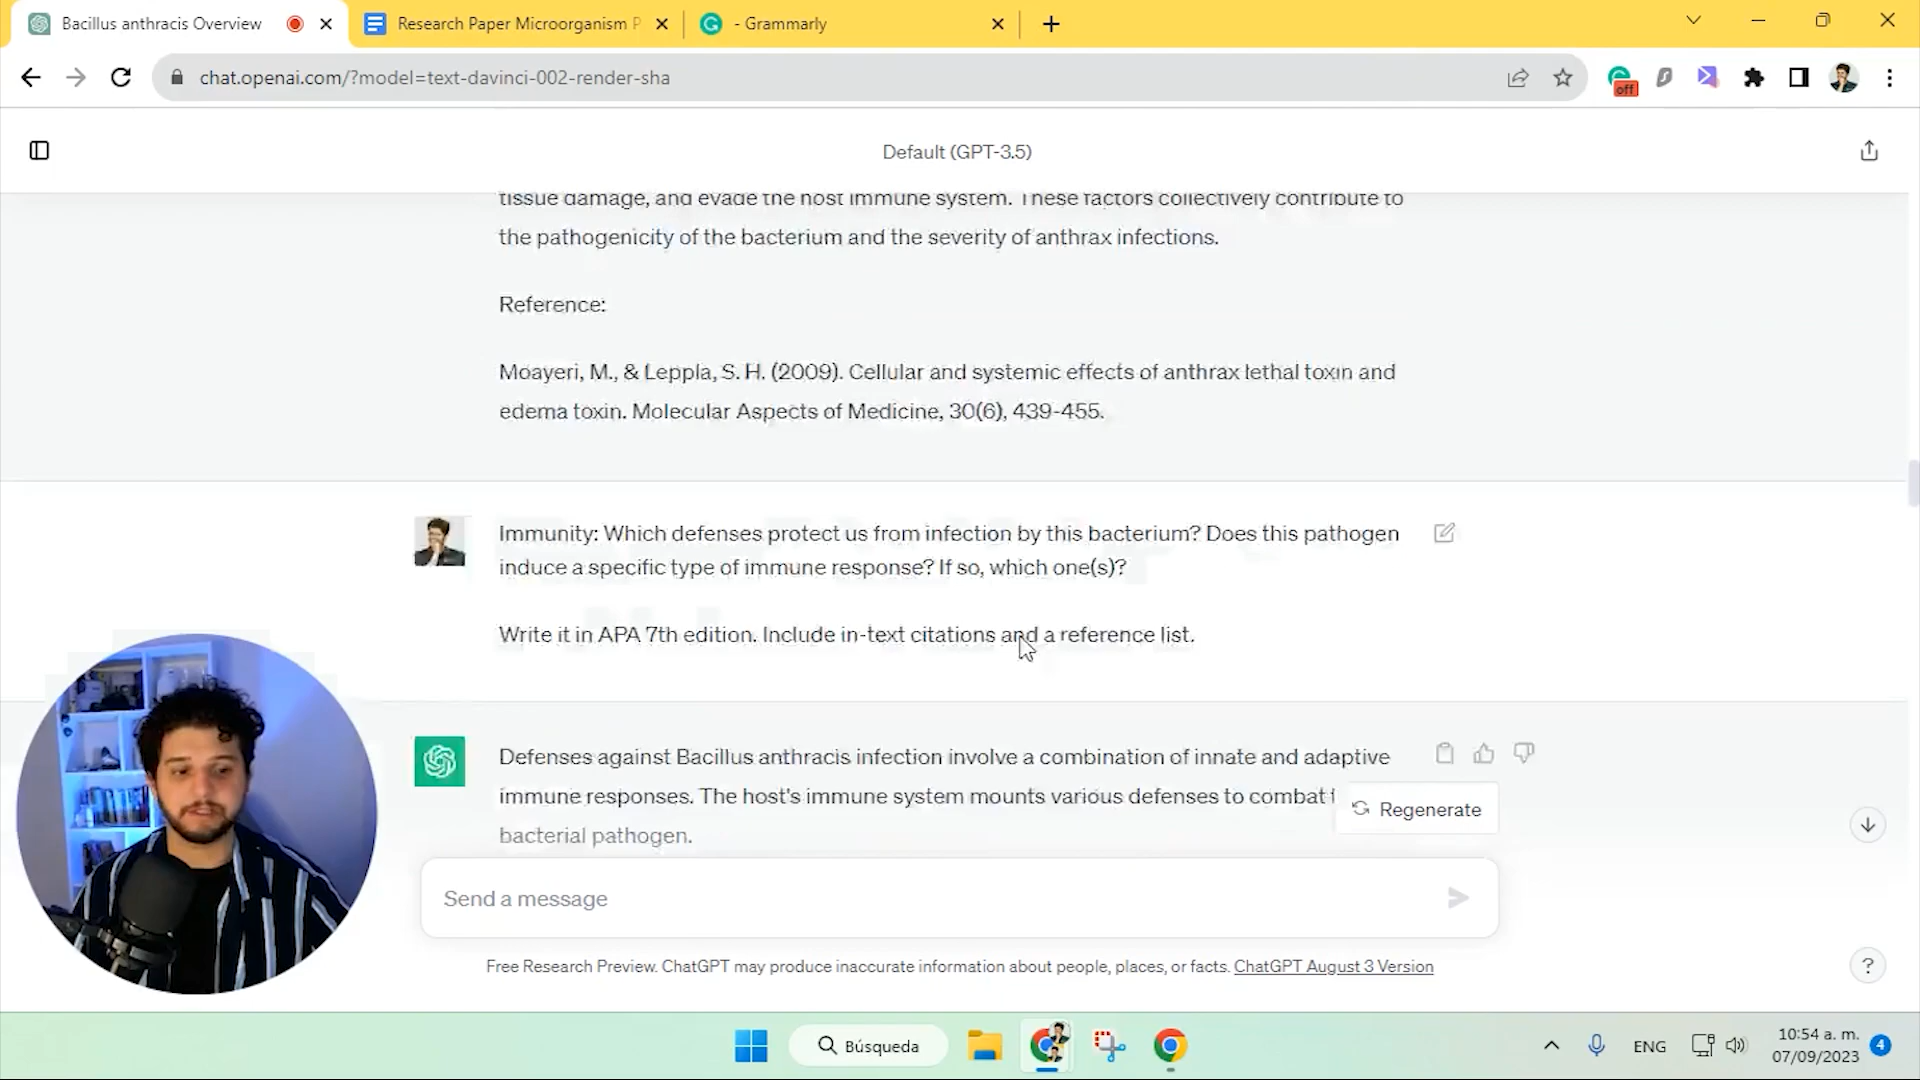 Bacillus anthracis Overview
Research Paper Microorganism P
- Grammarly
chat.openai.com/?model=text-davinci-002-render-sha
off
Default (GPT-3.5)
tissue damage, and evade the host immune system. These factors collectively contribute to
the pathogenicity of the bacterium and the severity of anthrax infections.
Reference:
Moayeri, M., & Leppla, S. H. (2009). Cellular and systemic effects of anthrax lethal toxin and
edema toxin. Molecular Aspects of Medicine, 30(6), 439-455.
Immunity: Which defenses protect us from infection by this bacterium? Does this pathogen
induce a specific type of immune response? If so, which one(s)?
Write it in APA 7th edition. Include in-text citations and a reference list.
Defenses against Bacillus anthracis infection involve a combination of innate and adaptive
immune responses. The host's immune system mounts various defenses to combat
Regenerate
bacterial pathogen.
Send a message
Free Research Preview. ChatGPT may produce inaccurate information about people, places, or facts. ChatGPT August 3 Version
?
Búsqueda
ENG
10:54 a. m.
07/09/2023
4